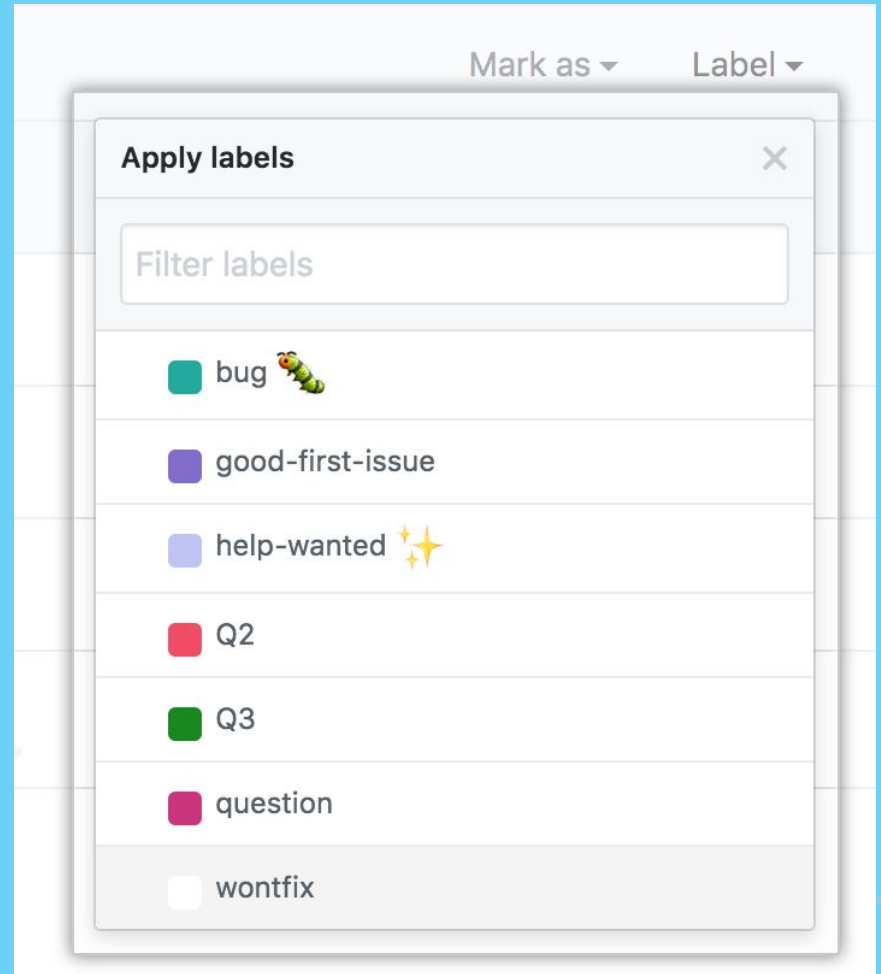 Mark as Label
Apply labels
Filter labels
bug 🐛
good-first-issue
help-wanted ✨
Q2
Q3
question
wontfix